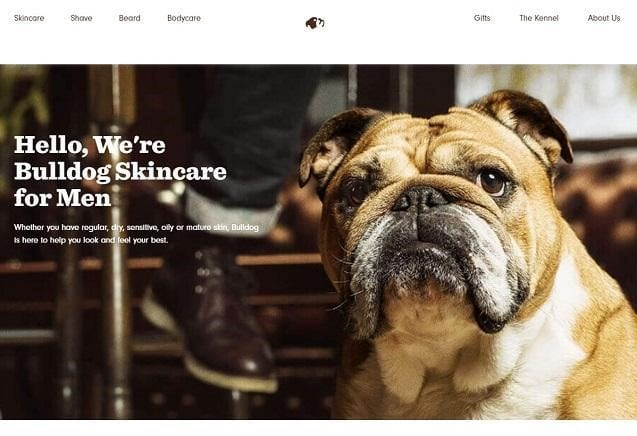 Skincare Shave Beard Bodycare Gifts The Kennel About Us
Hello, We're
Bulldog Skincare
for Men
Whether you have regular, dry, sensitive, oily or mature skin, Bulldog
is here to help you look and feel your best.